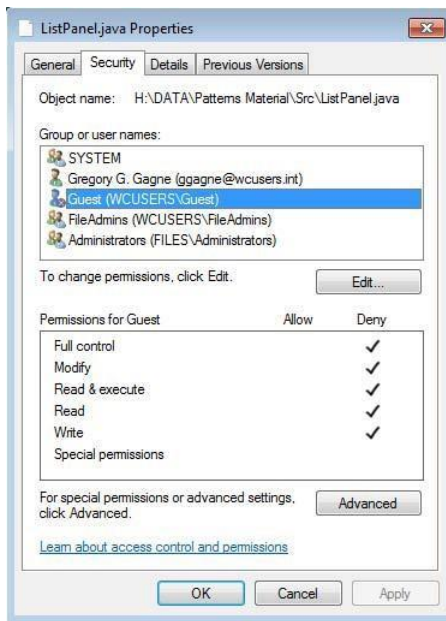 ListPanel.java Properties
General Security Details Previous Versions
Object name: H:\DATA\Patterns Material\Src\ListPanel.java
Group or user names:
SYSTEM
Gregory G. Gagne (ggagne@wcusers.int)
Guest (WCUSERS\Guest)
FileAdmins (WCUSERS\FileAdmins)
Administrators (FILES\Administrators)
To change permissions, click Edit.
Edit...
Permissions for Guest Allow Deny
Full control
Modify
Read & execute
Read
Write
Special permissions
For special permissions or advanced settings,
click Advanced.
Advanced
Learn about access control and permissions
OK Cancel Apply